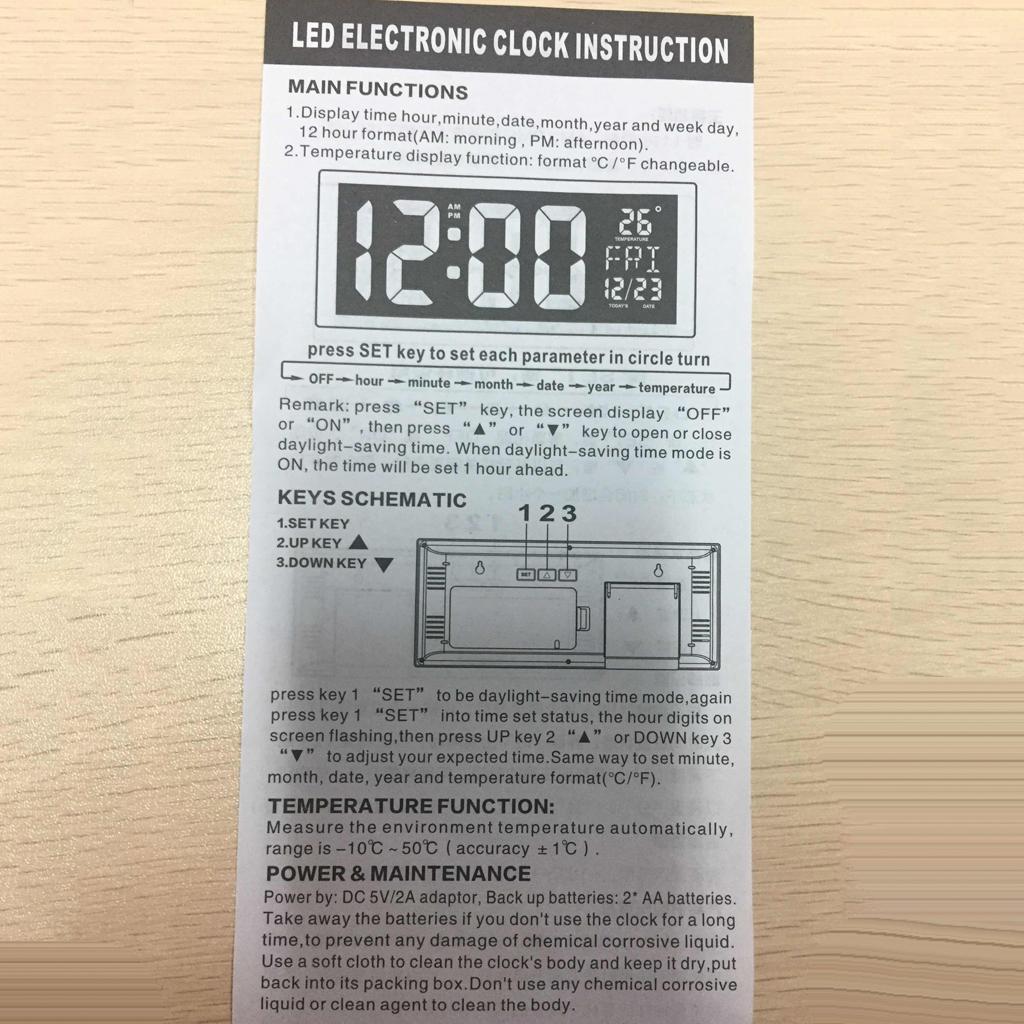 LED ELECTRONIC CLOCK INSTRUCTION
MAIN FUNCTIONS
1.Display time hour,minute,date,month,year and week day,
12 hour format(AM: morning , PM: afternoon).
2.Temperature display function: format °C/°F changeable.
12:00
AM
PM
26°
TEMPERATURE
FRI
12/23
TODAY'S DATE
press SET key to set each parameter in circle turn
OFF→hour→minute→month→date→year→temperature
Remark: press “SET” key, the screen display “OFF”
or “ON” ,then press “▲” or “▼” key to open or close
daylight-saving time. When daylight-saving time mode is
ON, the time will be set 1 hour ahead.
KEYS SCHEMATIC
1.SET KEY
2.UP KEY ▲
3.DOWN KEY ▼
1 2 3
SET △ ▽
press key 1 “SET” to be daylight-saving time mode,again
press key 1 “SET” into time set status, the hour digits on
screen flashing,then press UP key 2 “▲” or DOWN key 3
“▼” to adjust your expected time.Same way to set minute,
month, date, year and temperature format(°C/°F).
TEMPERATURE FUNCTION:
Measure the environment temperature automatically,
range is -10℃ ~ 50℃ ( accuracy ± 1℃ ) .
POWER & MAINTENANCE
Power by: DC 5V/2A adaptor, Back up batteries: 2* AA batteries.
Take away the batteries if you don't use the clock for a long
time,to prevent any damage of chemical corrosive liquid.
Use a soft cloth to clean the clock's body and keep it dry,put
back into its packing box.Don't use any chemical corrosive
liquid or clean agent to clean the body.